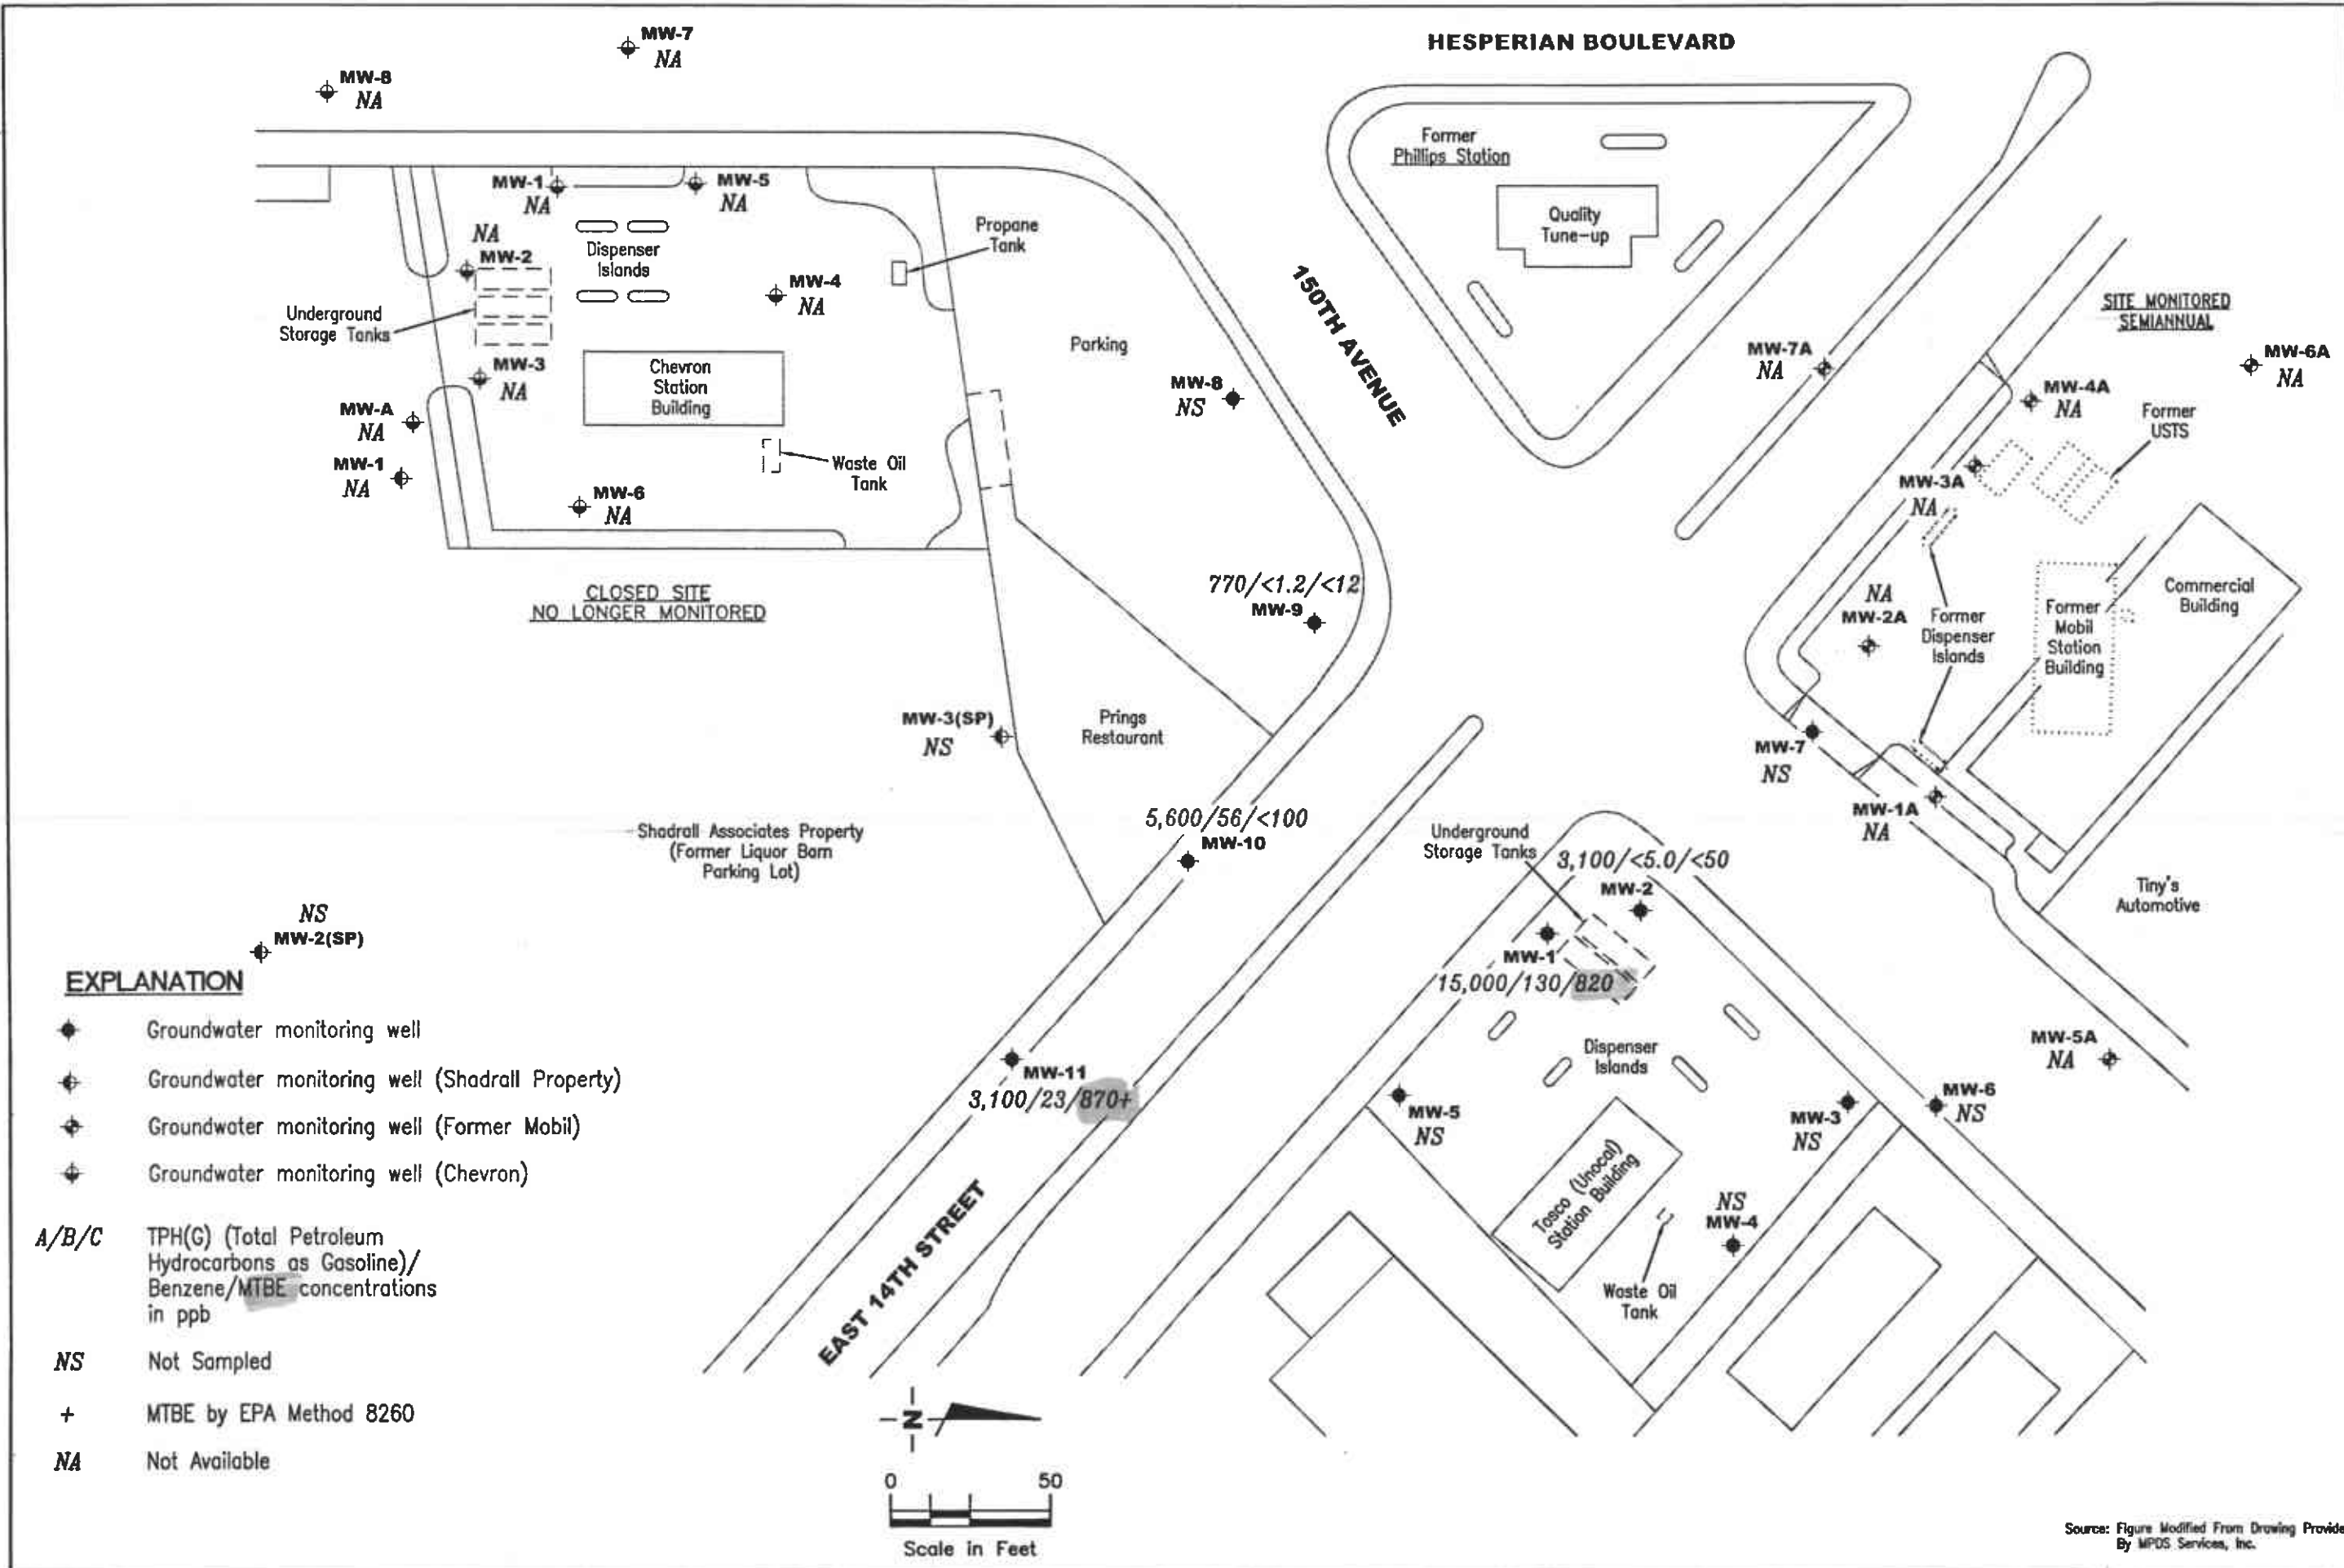 MW-7
NA
MW-8
NA
HESPERIAN BOULEVARD
Former
Phillips Station
Quality
Tune-up
MW-1
NA
MW-5
NA
NA
MW-2
Dispenser
Islands
Propane
Tank
MW-4
NA
Underground
Storage Tanks
MW-3
NA
Chevron
Station
Building
MW-A
NA
MW-1
NA
Waste Oil
Tank
MW-6
NA
Parking
MW-8
NS
150TH AVENUE
CLOSED SITE
NO LONGER MONITORED
770/<1.2/<12
MW-9
SITE MONITORED
SEMIANNUAL
MW-7A
NA
MW-6A
NA
MW-4A
NA
Former
USTS
MW-3A
NA
NA
MW-2A
Former
Dispenser
Islands
Former
Mobil
Station
Building
Commercial
Building
MW-3(SP)
NS
Prings
Restaurant
MW-7
NS
MW-1A
NA
Shadrall Associates Property
(Former Liquor Barn
Parking Lot)
5,600/56/<100
MW-10
Underground
Storage Tanks
3,100/<5.0/<50
MW-2
MW-1
15,000/130/820
Tiny's
Automotive
NS
MW-2(SP)
MW-11
3,100/23/870+
Dispenser
Islands
MW-5
NS
MW-3
NS
MW-6
NS
MW-5A
NA
Tosco (Unocal)
Station Building
NS
MW-4
Waste Oil
Tank
EAST 14TH STREET
EXPLANATION
Groundwater monitoring well
Groundwater monitoring well (Shadrall Property)
Groundwater monitoring well (Former Mobil)
Groundwater monitoring well (Chevron)
A/B/C TPH(G) (Total Petroleum
Hydrocarbons as Gasoline)/
Benzene/MTBE concentrations
in ppb
NS Not Sampled
+ MTBE by EPA Method 8260
NA Not Available
N
0 50
Scale in Feet
Source: Figure Modified From Drawing Provide
By MPDS Services, Inc.